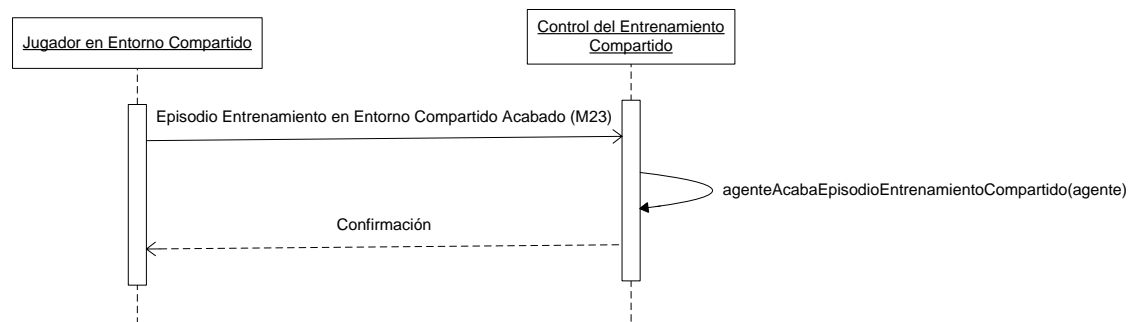 Jugador en Entorno Compartido
Control del Entrenamiento
Compartido
Episodio Entrenamiento en Entorno Compartido Acabado (M23)
agenteAcabaEpisodioEntrenamientoCompartido(agente)
Confirmación